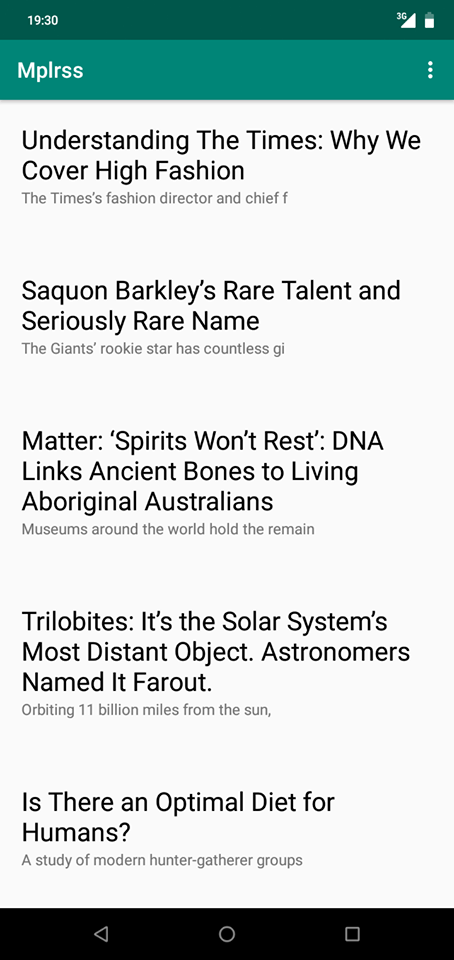 19:30
3G
Mplrss
Understanding The Times: Why We
Cover High Fashion
The Times’s fashion director and chief f
Saquon Barkley’s Rare Talent and
Seriously Rare Name
The Giants’ rookie star has countless gi
Matter: ‘Spirits Won’t Rest’: DNA
Links Ancient Bones to Living
Aboriginal Australians
Museums around the world hold the remain
Trilobites: It’s the Solar System’s
Most Distant Object. Astronomers
Named It Farout.
Orbiting 11 billion miles from the sun,
Is There an Optimal Diet for
Humans?
A study of modern hunter-gatherer groups